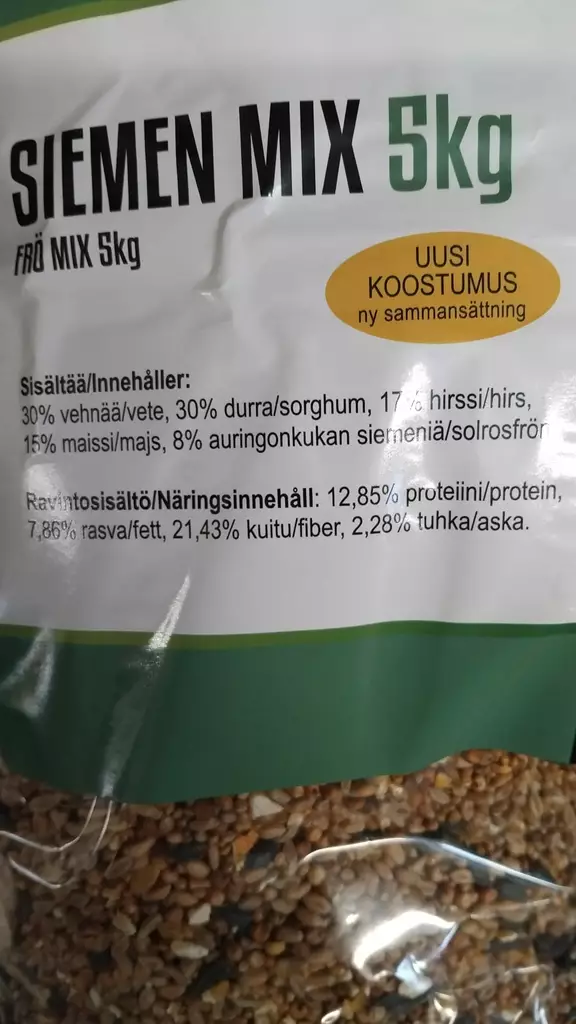 SIEMEN MIX 5kg
FRÖ MIX 5kg
UUSI
KOOSTUMUS
ny sammansättning
Sisältää/Innehåller:
30% vehnää/vete, 30% durra/sorghum, 17% hirssi/hirs,
15% maissi/majs, 8% auringonkukan siemeniä/solrosfrön
Ravintosisältö/Näringsinnehåll: 12,85% proteiini/protein,
7,86% rasva/fett, 21,43% kuitu/fiber, 2,28% tuhka/aska.